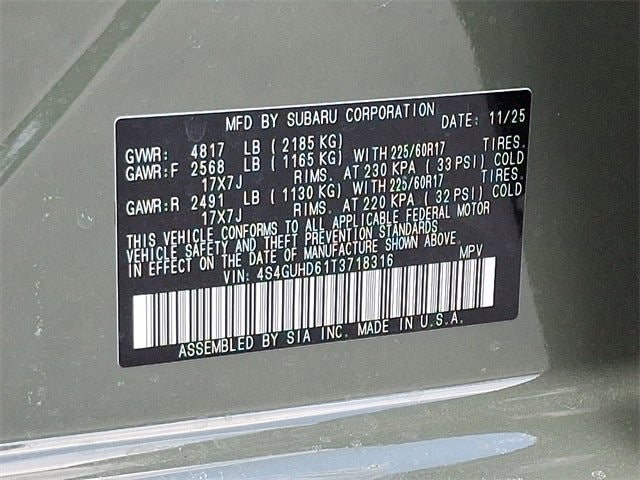 MFD BY SUBARU CORPORATION DATE: 11/25
GVWR: 4817 LB ( 2185 KG)
GAWR:F 2568 LB ( 1165 KG) WITH 225/60R17 TIRES.
17X7J RIMS. AT 230 KPA ( 33 PSI) COLD
GAWR:R 2491 LB ( 1130 KG) WITH 225/60R17 TIRES.
17X7J RIMS. AT 220 KPA ( 32 PSI) COLD
THIS VEHICLE CONFORMS TO ALL APPLICABLE FEDERAL MOTOR
VEHICLE SAFETY AND THEFT PREVENTION STANDARDS
IN EFFECT ON THE DATE OF MANUFACTURE SHOWN ABOVE.
VIN: 4S4GUHD61T3718316 MPV
ASSEMBLED BY SIA INC. MADE IN U.S.A.